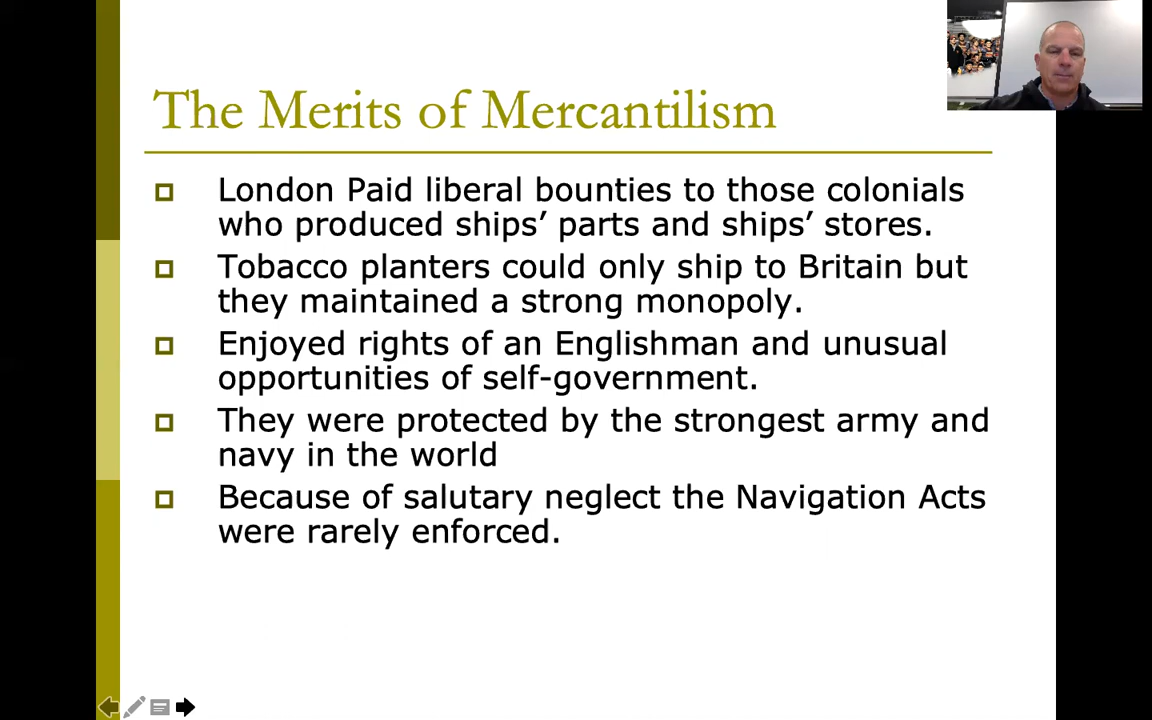 The Merits of Mercantilism
London Paid liberal bounties to those colonials
who produced ships’ parts and ships’ stores.
Tobacco planters could only ship to Britain but
they maintained a strong monopoly.
Enjoyed rights of an Englishman and unusual
opportunities of self-government.
They were protected by the strongest army and
navy in the world
Because of salutary neglect the Navigation Acts
were rarely enforced.